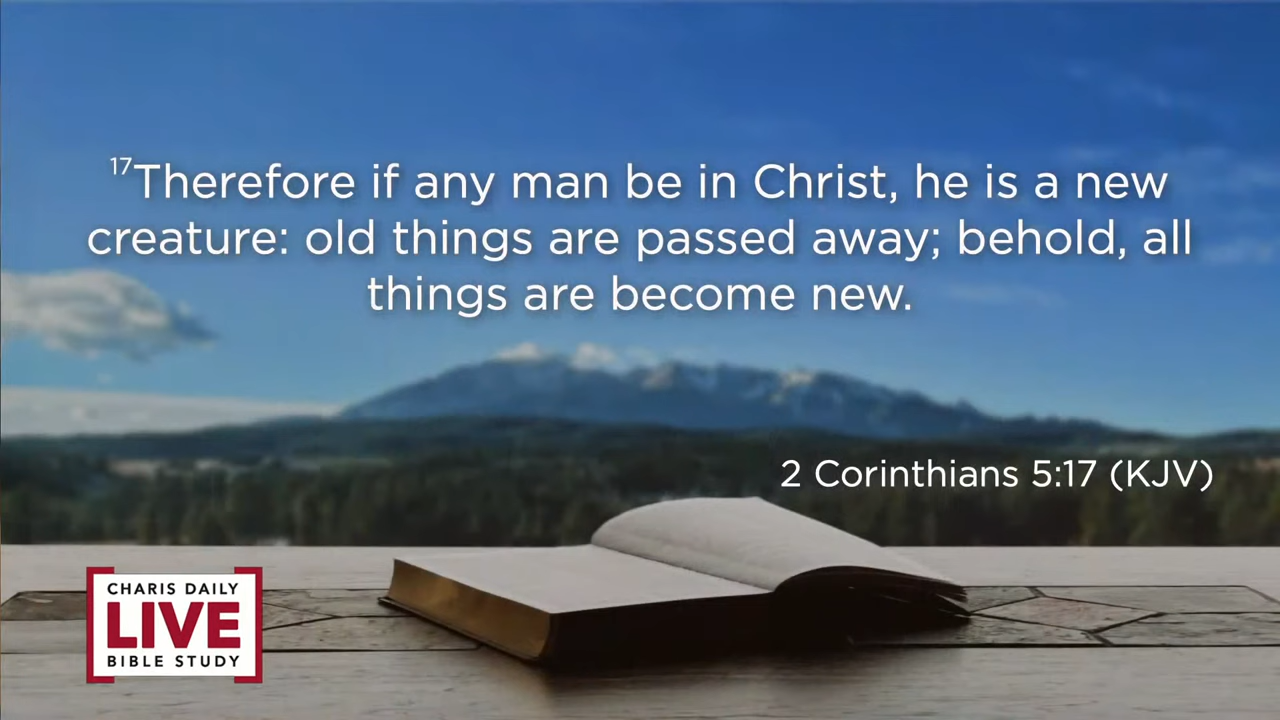 17Therefore if any man be in Christ, he is a new
creature: old things are passed away; behold, all
things are become new.
2 Corinthians 5:17 (KJV)
CHARIS DAILY
LIVE
BIBLE STUDY